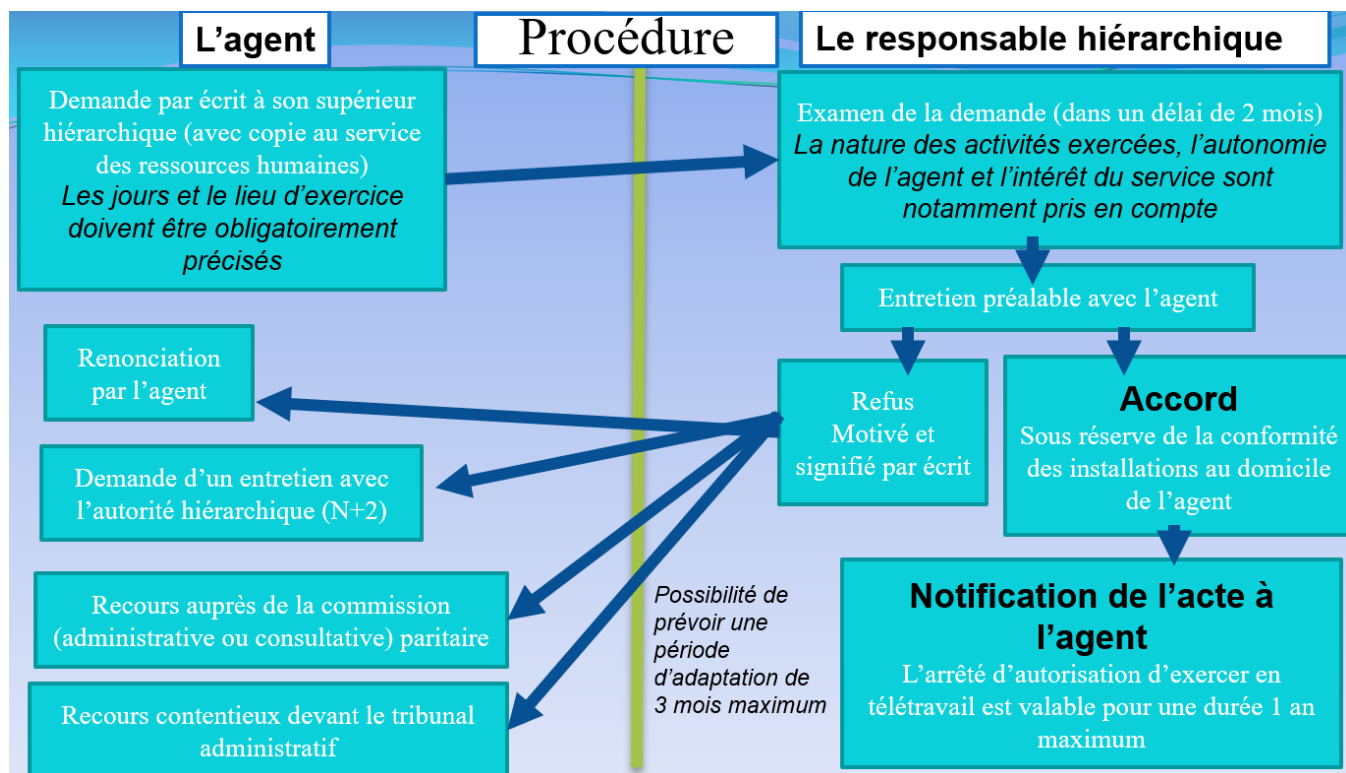 L’agent
Procédure
Le responsable hiérarchique
Demande par écrit à son supérieur
hiérarchique (avec copie au service
des ressources humaines)
Les jours et le lieu d’exercice
doivent être obligatoirement
précisés
Examen de la demande (dans un délai de 2 mois)
La nature des activités exercées, l’autonomie
de l’agent et l’intérêt du service sont
notamment pris en compte
Entretien préalable avec l’agent
Renonciation
par l’agent
Refus
Motivé et
signifié par écrit
Accord
Sous réserve de la conformité
des installations au domicile
de l’agent
Demande d’un entretien avec
l’autorité hiérarchique (N+2)
Recours auprès de la commission
(administrative ou consultative) paritaire
Possibilité de
prévoir une
période
d’adaptation de
3 mois maximum
Notification de l’acte à
l’agent
L’arrêté d’autorisation d’exercer en
télétravail est valable pour une durée 1 an
maximum
Recours contentieux devant le tribunal
administratif